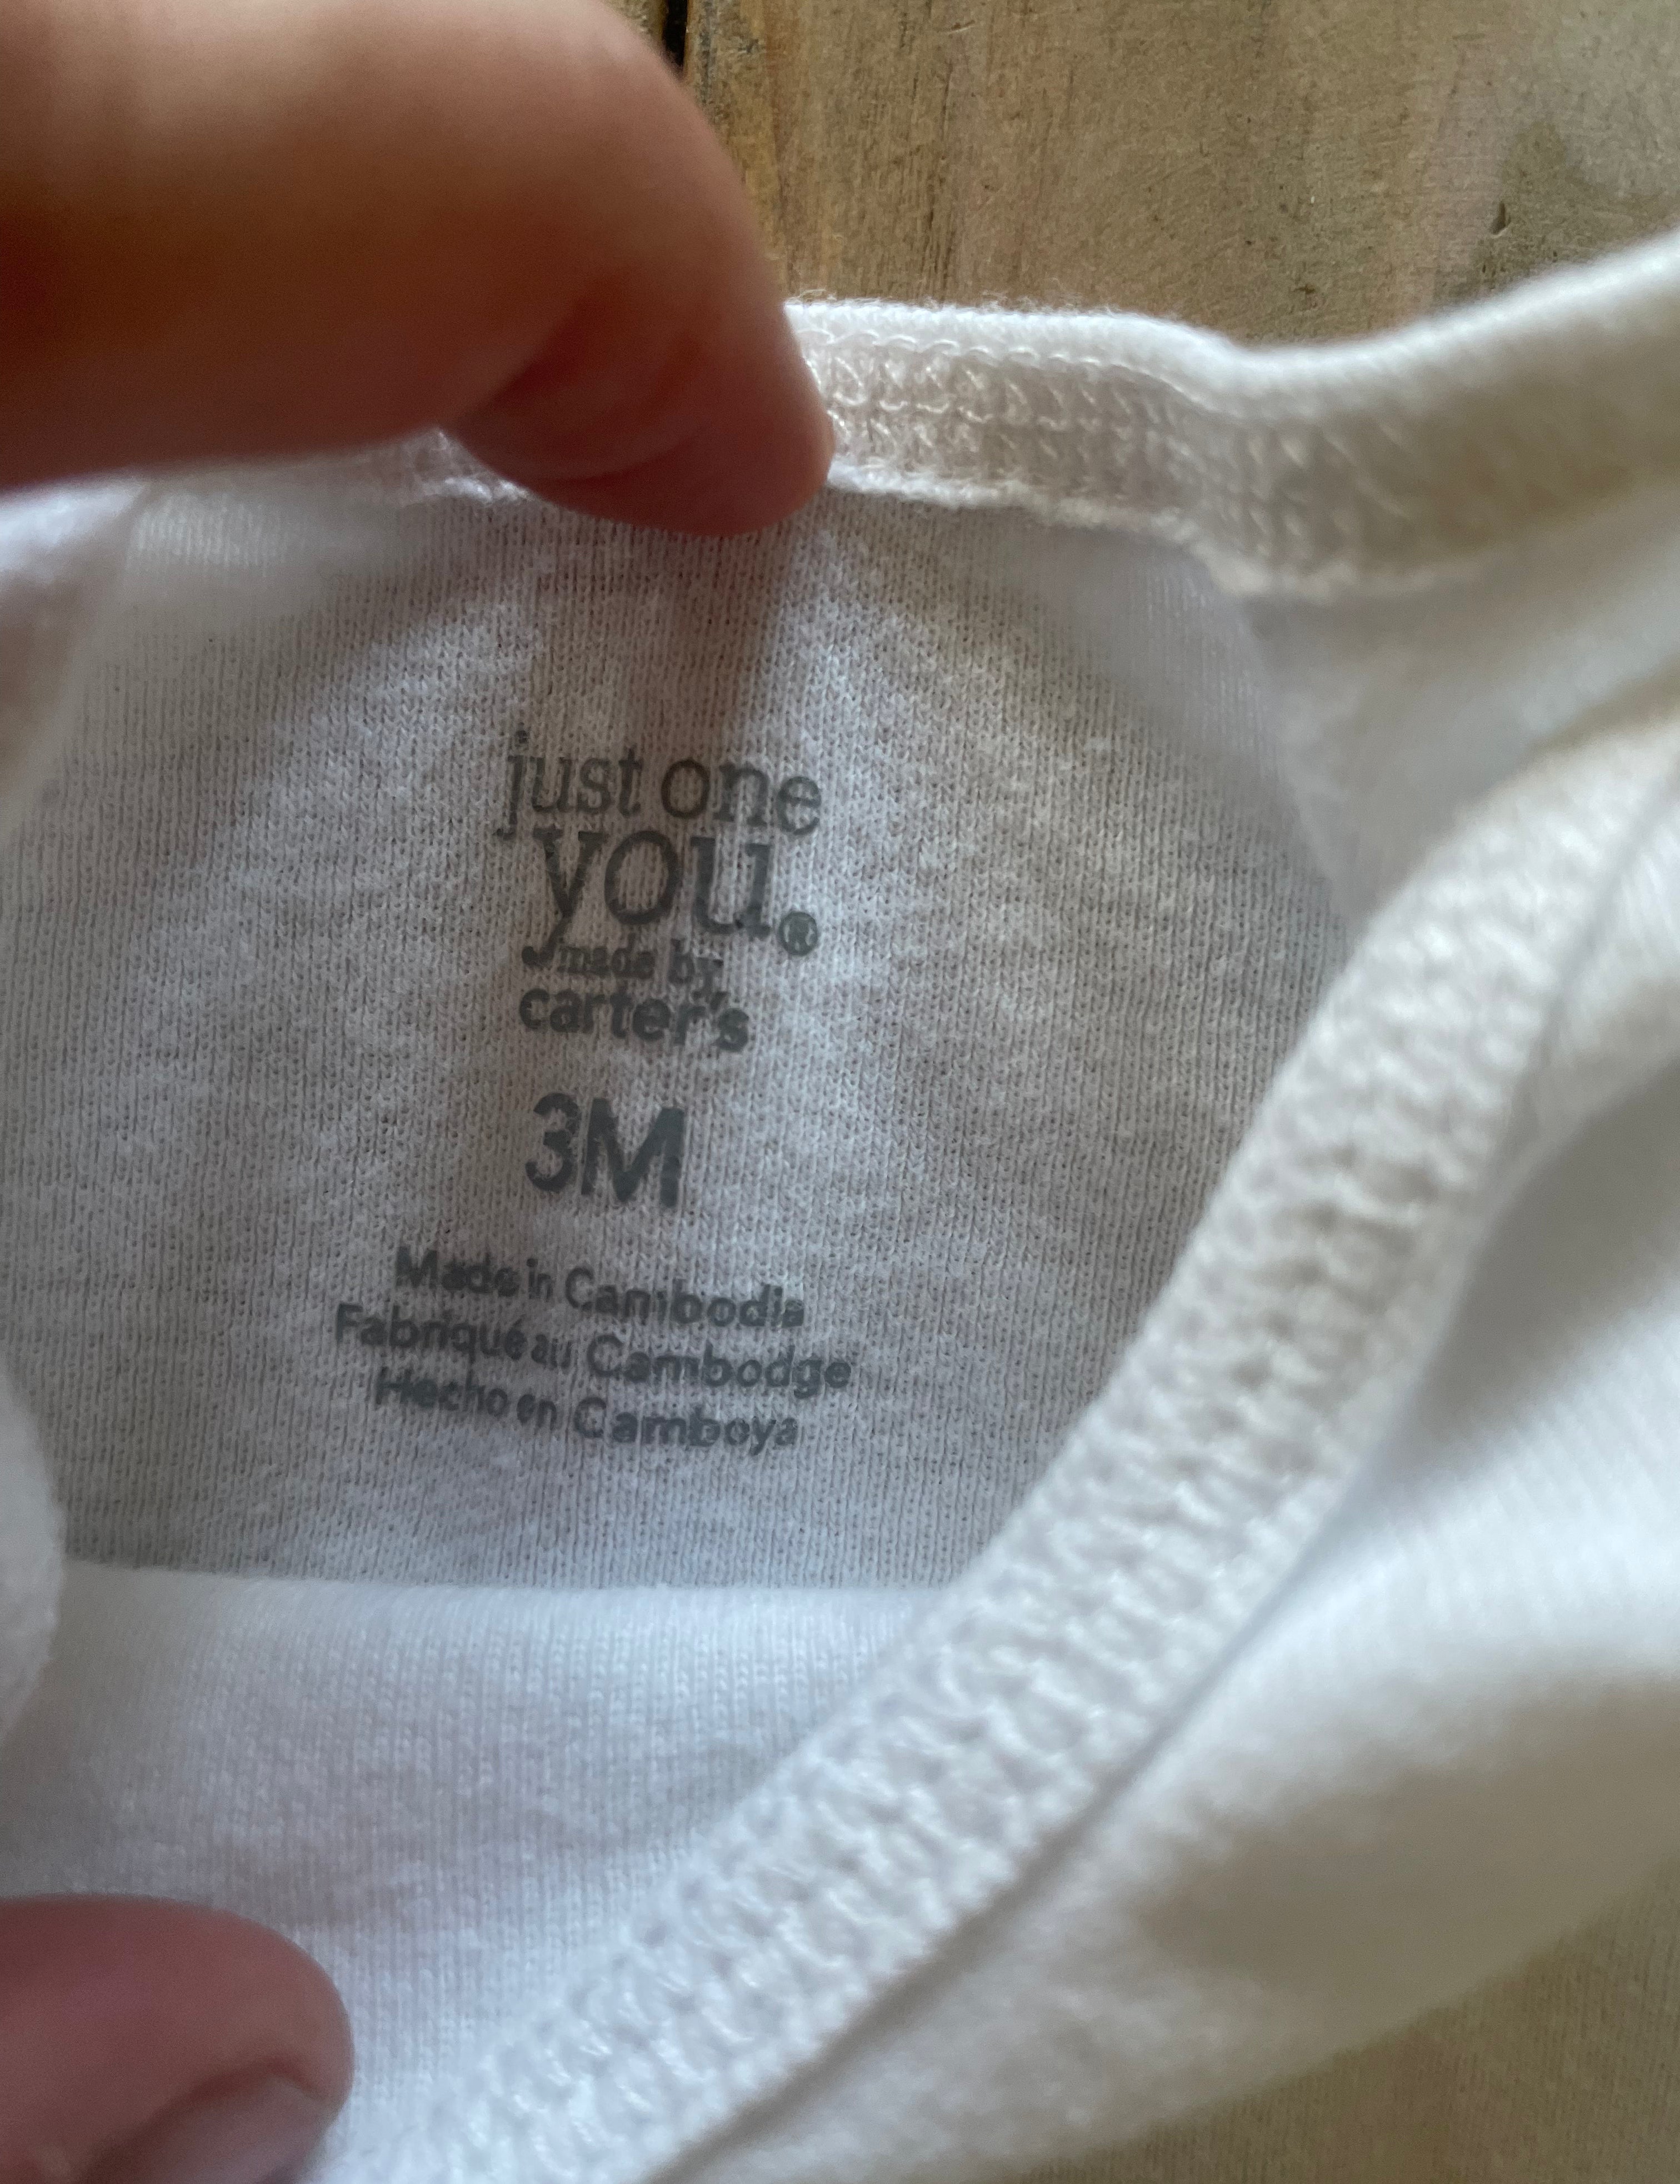 just one
you.®
made by
carter's
3M
Made in Cambodia
Fabriqué au Cambodge
Hecho en Camboya